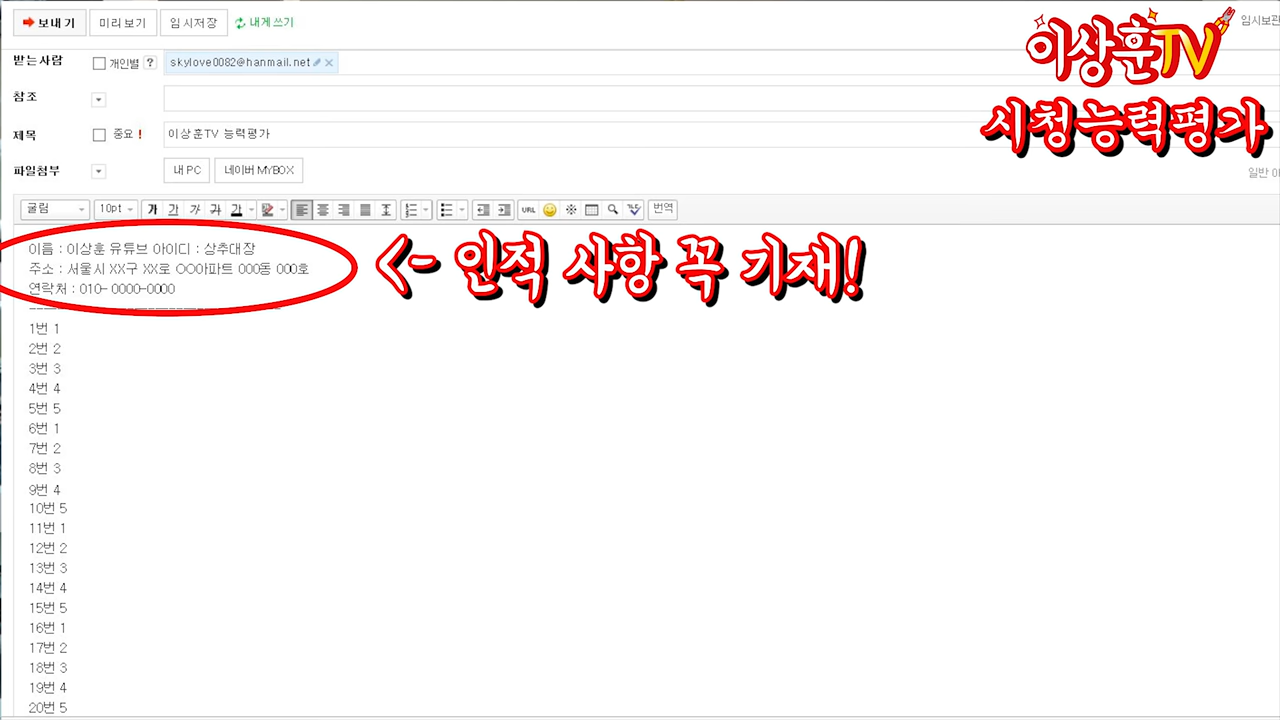 보내기 미리보기 임시저장 내게쓰기 임시보관
이상훈TV
시청능력평가
받는사람 개인별 ? skylove0082@hanmail.net
참조
제목 중요 ! 이상훈TV 능력평가
파일첨부 내 PC 네이버 MYBOX 일반
굴림 10pt 가 가 가 가 가 URL 번역
이름 : 이상훈 유튜브 아이디 : 상추대장
주소 : 서울시 XX구 XX로 OO아파트 000동 000호
연락처 : 010- 0000-0000
<- 인적 사항 꼭 기재!
1번 1
2번 2
3번 3
4번 4
5번 5
6번 1
7번 2
8번 3
9번 4
10번 5
11번 1
12번 2
13번 3
14번 4
15번 5
16번 1
17번 2
18번 3
19번 4
20번 5